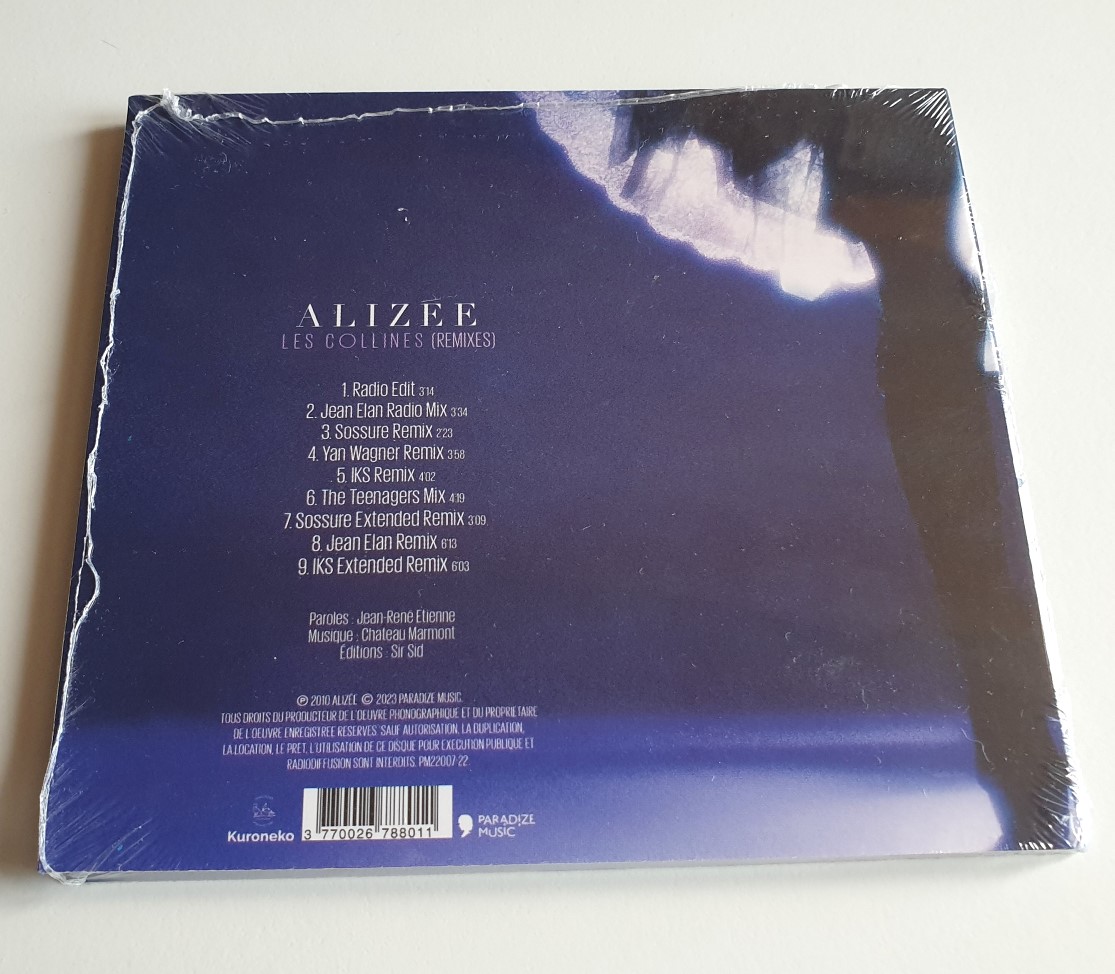 ALIZÉE
LES COLLINES (REMIXES)
1. Radio Edit 3'14
2. Jean Elan Radio Mix 3'34
3. Sossure Remix 2'23
4. Yan Wagner Remix 3'58
5. IKS Remix 4'02
6. The Teenagers Mix 4'19
7. Sossure Extended Remix 3'09
8. Jean Elan Remix 6'13
9. IKS Extended Remix 6'03
Paroles : Jean-René Etienne
Musique : Chateau Marmont
Éditions : Sir Sid
℗ 2010 ALIZÉE © 2023 PARADIZE MUSIC.
TOUS DROITS DU PRODUCTEUR DE L'OEUVRE PHONOGRAPHIQUE ET DU PROPRIETAIRE
DE L'OEUVRE ENREGISTREE RESERVES. SAUF AUTORISATION, LA DUPLICATION,
LA LOCATION, LE PRET, L'UTILISATION DE CE DISQUE POUR EXECUTION PUBLIQUE ET
RADIODIFFUSION SONT INTERDITS. PM22007-22
Kuroneko
3 770026 788011
PARADIZE
MUSIC